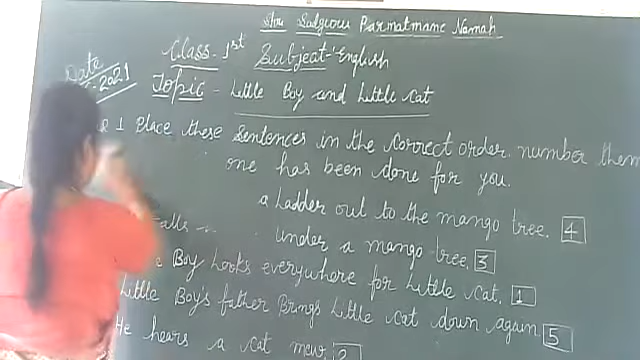 Shri Sadguru Parmatmane Namah
Class - 1st Subject - English
Date
2021
Topic - Little Boy and Little Cat
1 Place these sentences in the correct order. number them
one has been done for you.
a ladder out to the mango tree. 4
under a mango tree. 3
Boy Looks everywhere for Little Cat. 1
Little Boy's father Brings Little Cat down again 5
He hears a cat mew. 2